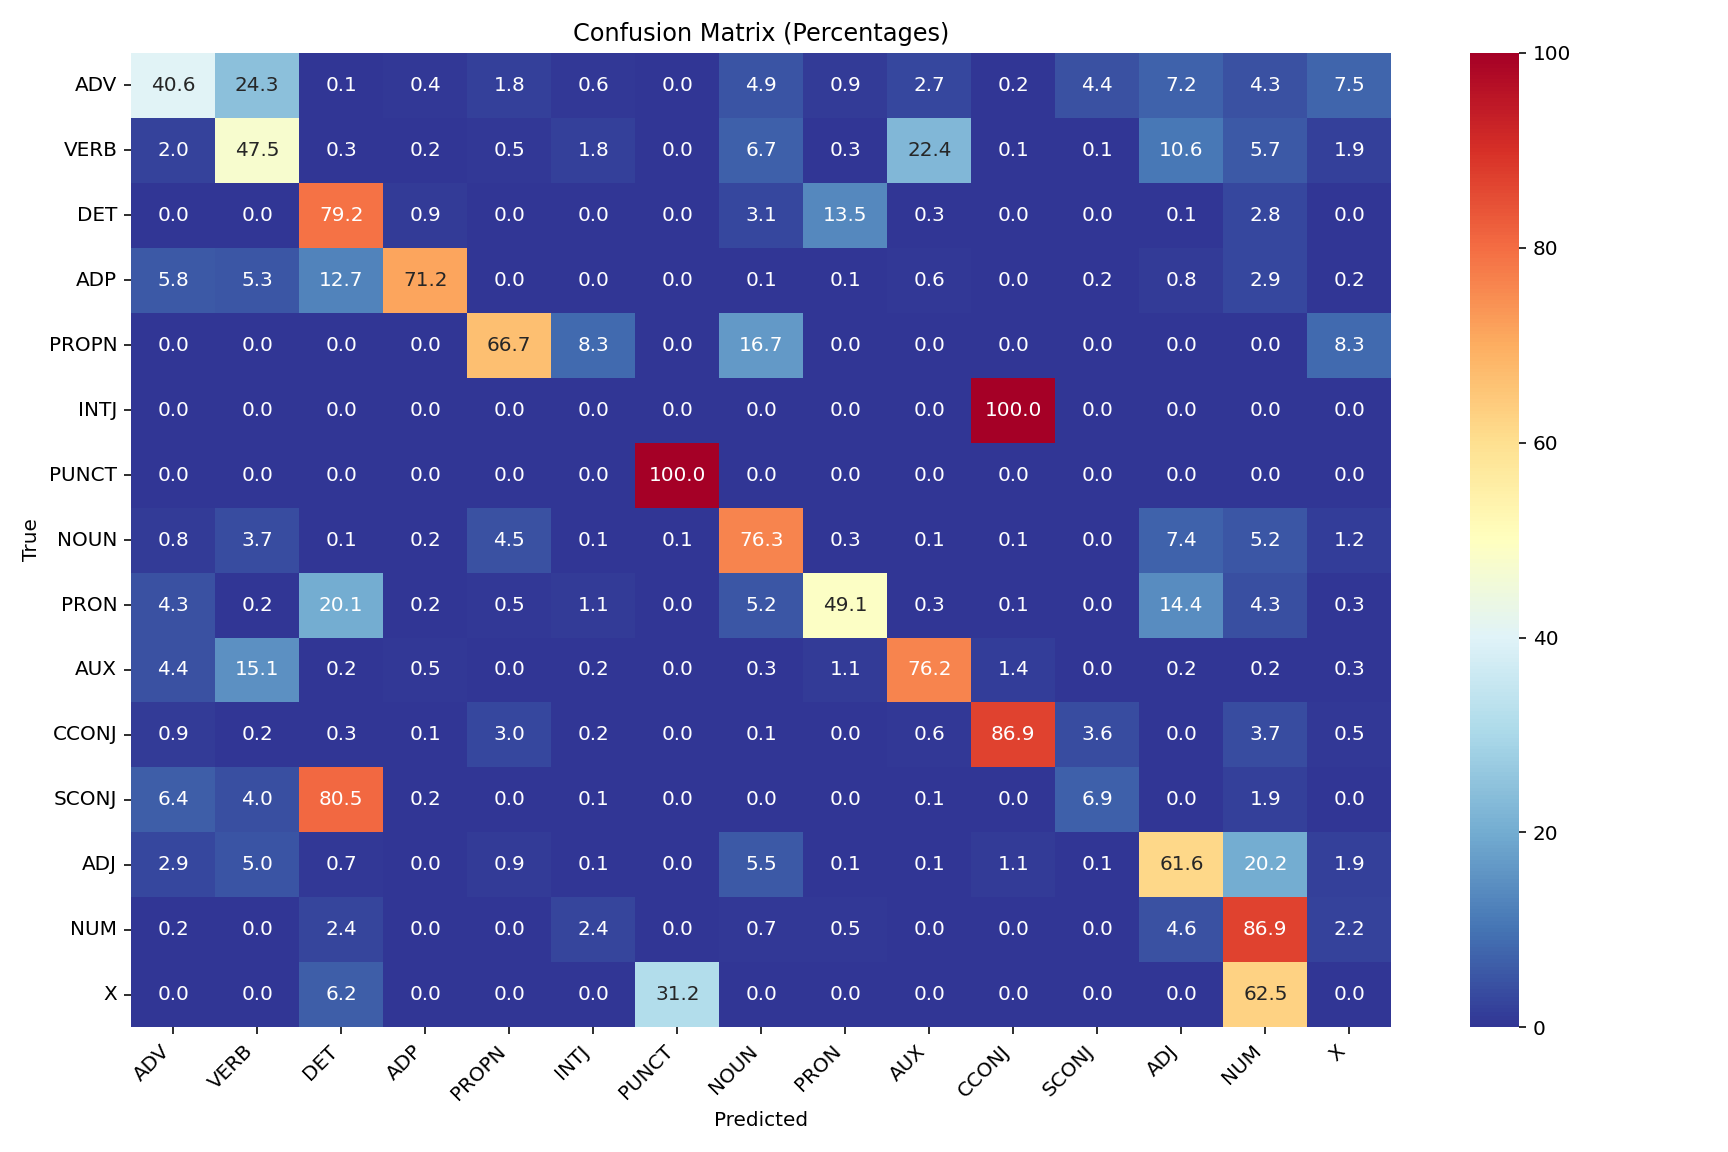 Confusion Matrix (Percentages)
ADV 40.6 24.3 0.1 0.4 1.8 0.6 0.0 4.9 0.9 2.7 0.2 4.4 7.2 4.3 7.5
VERB 2.0 47.5 0.3 0.2 0.5 1.8 0.0 6.7 0.3 22.4 0.1 0.1 10.6 5.7 1.9
DET 0.0 0.0 79.2 0.9 0.0 0.0 0.0 3.1 13.5 0.3 0.0 0.0 0.1 2.8 0.0
ADP 5.8 5.3 12.7 71.2 0.0 0.0 0.0 0.1 0.1 0.6 0.0 0.2 0.8 2.9 0.2
PROPN 0.0 0.0 0.0 0.0 66.7 8.3 0.0 16.7 0.0 0.0 0.0 0.0 0.0 0.0 8.3
INTJ 0.0 0.0 0.0 0.0 0.0 0.0 0.0 0.0 0.0 0.0 100.0 0.0 0.0 0.0 0.0
PUNCT 0.0 0.0 0.0 0.0 0.0 0.0 100.0 0.0 0.0 0.0 0.0 0.0 0.0 0.0 0.0
NOUN 0.8 3.7 0.1 0.2 4.5 0.1 0.1 76.3 0.3 0.1 0.1 0.0 7.4 5.2 1.2
PRON 4.3 0.2 20.1 0.2 0.5 1.1 0.0 5.2 49.1 0.3 0.1 0.0 14.4 4.3 0.3
AUX 4.4 15.1 0.2 0.5 0.0 0.2 0.0 0.3 1.1 76.2 1.4 0.0 0.2 0.2 0.3
CCONJ 0.9 0.2 0.3 0.1 3.0 0.2 0.0 0.1 0.0 0.6 86.9 3.6 0.0 3.7 0.5
SCONJ 6.4 4.0 80.5 0.2 0.0 0.1 0.0 0.0 0.0 0.1 0.0 6.9 0.0 1.9 0.0
ADJ 2.9 5.0 0.7 0.0 0.9 0.1 0.0 5.5 0.1 0.1 1.1 0.1 61.6 20.2 1.9
NUM 0.2 0.0 2.4 0.0 0.0 2.4 0.0 0.7 0.5 0.0 0.0 0.0 4.6 86.9 2.2
X 0.0 0.0 6.2 0.0 0.0 0.0 31.2 0.0 0.0 0.0 0.0 0.0 0.0 62.5 0.0
ADV VERB DET ADP PROPN INTJ PUNCT NOUN PRON AUX CCONJ SCONJ ADJ NUM X
Predicted
True
100
80
60
40
20
0